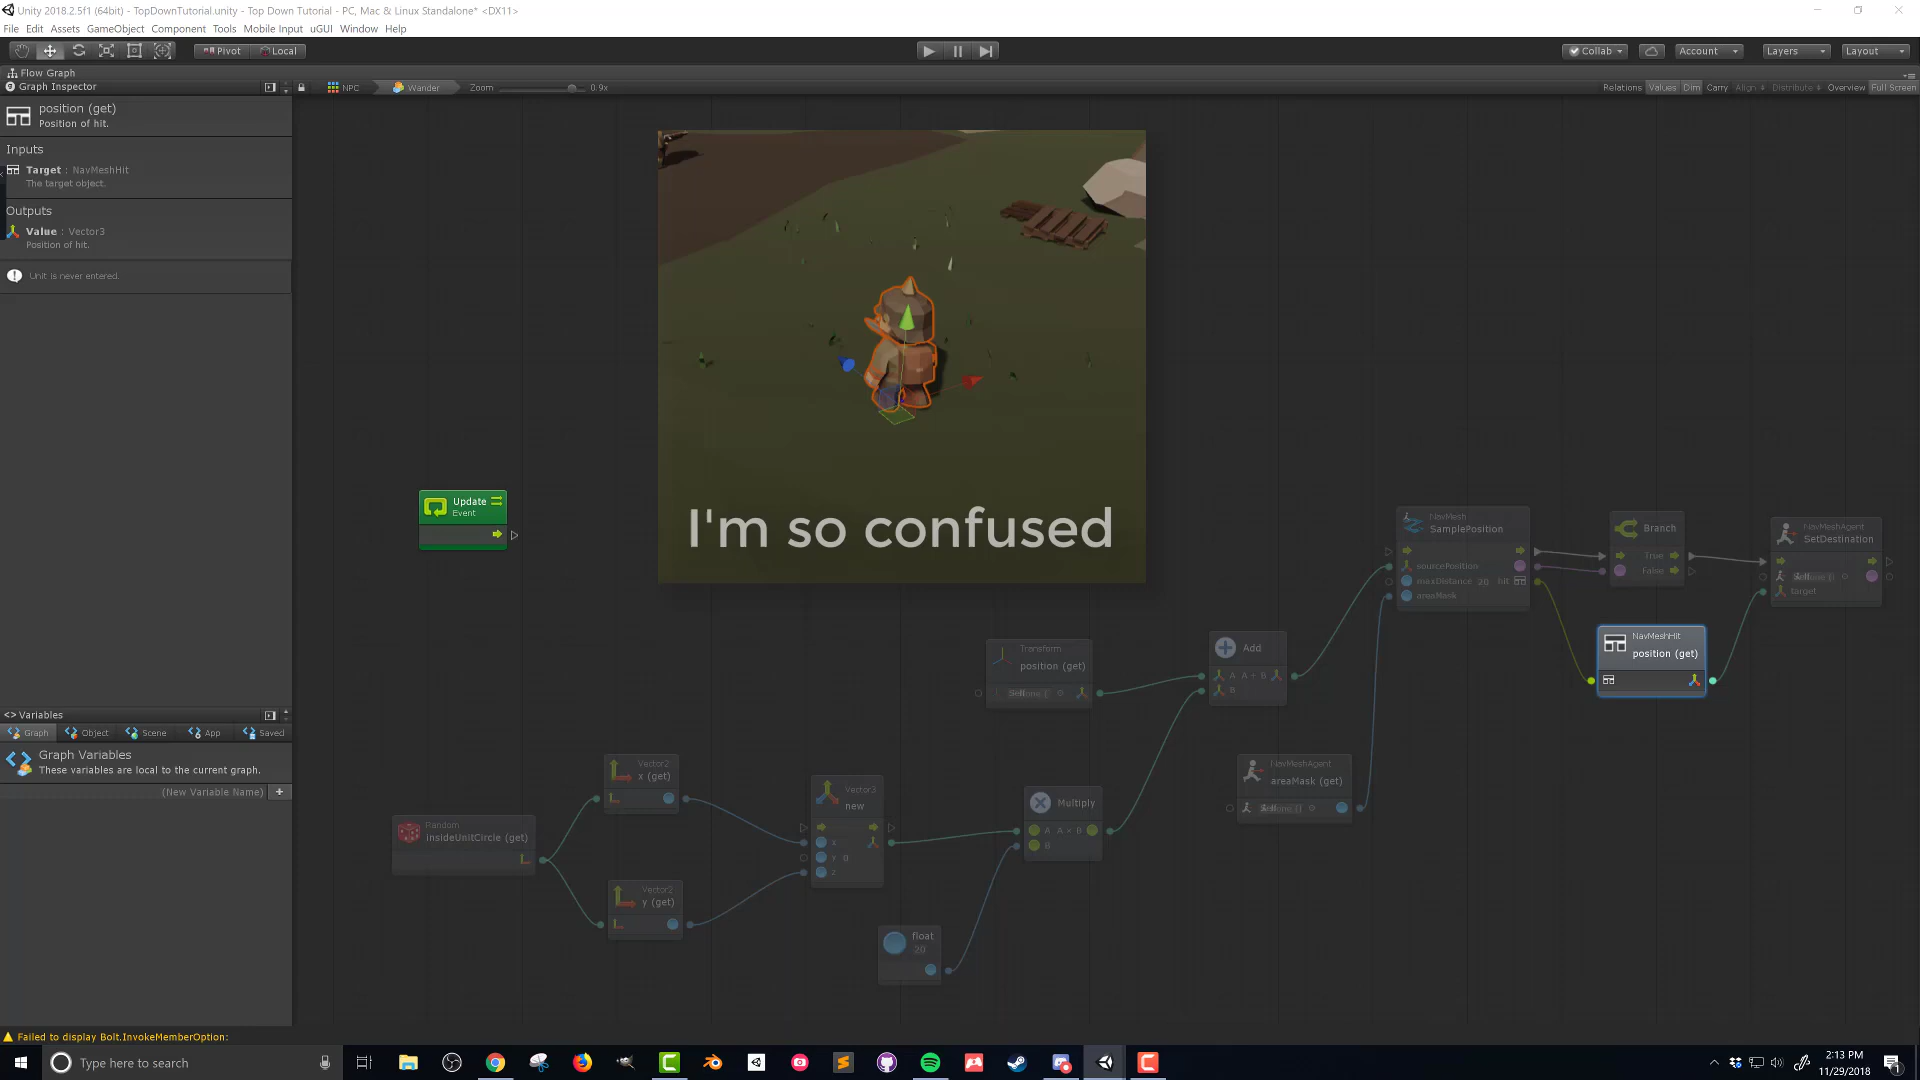 Unity 2018.2.5f1 (64bit) - TopDownTutorial.unity - Top Down Tutorial - PC, Mac & Linux Standalone* <DX11>
File Edit Assets GameObject Component Tools Mobile Input uGUI Window Help
Pivot Local
Collab Account Layers Layout
Flow Graph
Graph Inspector
NPC Wander Zoom 0.9x
Relations Values Dim Carry Align Distribute Overview Full Screen
position (get)
Position of hit.
Inputs
Target : NavMeshHit
The target object.
Outputs
Value : Vector3
Position of hit.
Unit is never entered.
I'm so confused
Update
Event
NavMesh
SamplePosition
sourcePosition
maxDistance 20 hit
areaMask
Branch
True
False
NavMeshAgent
SetDestination
target
NavMeshHit
position (get)
Transform
position (get)
Add
A A + B
B
NavMeshAgent
areaMask (get)
Vector2
x (get)
Vector3
new
x
Y 0
Z
Multiply
A A × B
B
Random
insideUnitCircle (get)
Vector2
y (get)
float
20
Variables
Graph Object Scene App Saved
Graph Variables
These variables are local to the current graph.
(New Variable Name)
Failed to display Bolt.InvokeMemberOption:
Type here to search
2:13 PM
11/29/2018
1